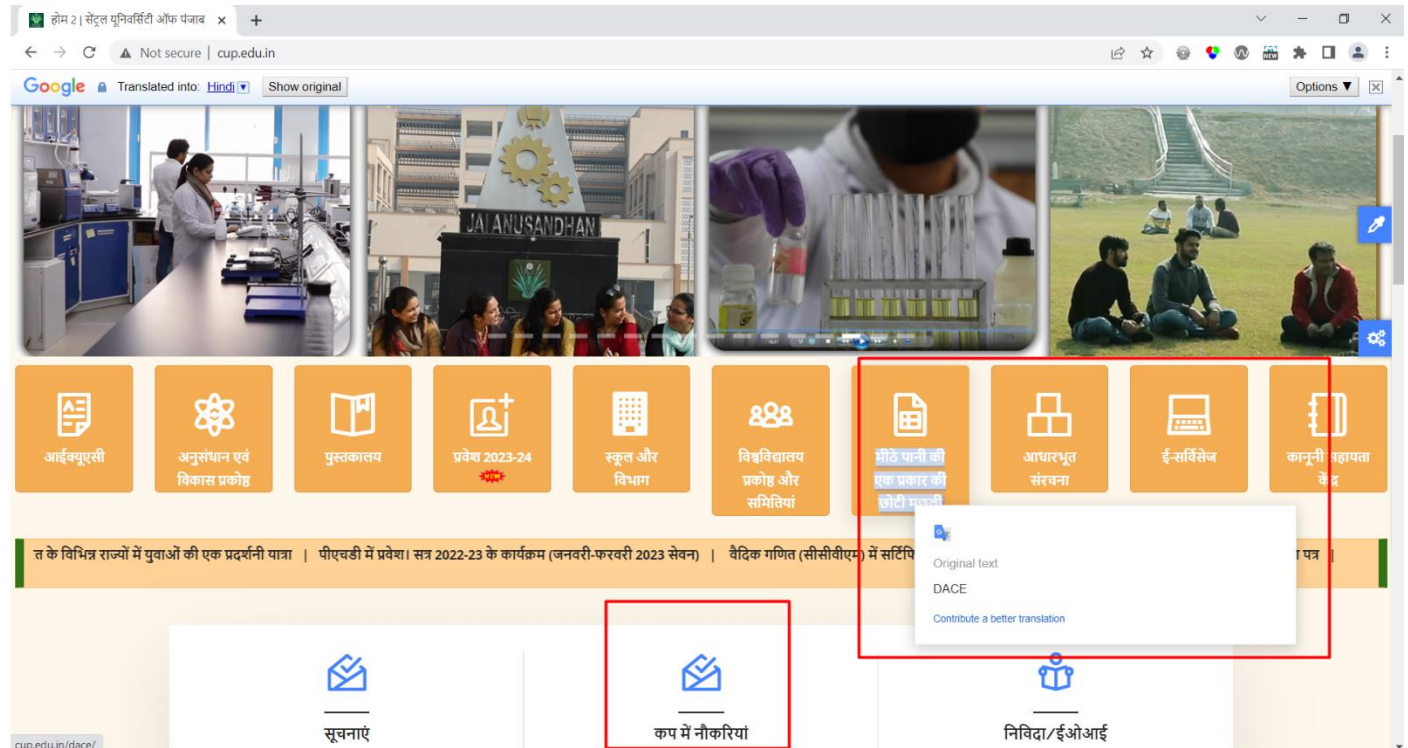 होम 2 | सेंट्रल यूनिवर्सिटी ऑफ पंजाब
Not secure | cup.edu.in
NEW
Google Translated into: Hindi Show original Options ▼
JAI ANUSANDHAN
आईक्यूएसी
अनुसंधान एवं
विकास प्रकोष्ठ
पुस्तकालय
प्रवेश 2023-24
NEW
स्कूल और
विभाग
विश्वविद्यालय
प्रकोष्ठ और
समितियां
मीठे पानी की
एक प्रकार की
छोटी मछली
आधारभूत
संरचना
ई-सर्विसेज
कानूनी सहायता
केंद्र
त के विभिन्न राज्यों में युवाओं की एक प्रदर्शनी यात्रा | पीएचडी में प्रवेश। सत्र 2022-23 के कार्यक्रम (जनवरी-फरवरी 2023 सेवन) | वैदिक गणित (सीसीवीएम) में सर्टिफि
ा पत्र |
Original text
DACE
Contribute a better translation
सूचनाएं
कप में नौकरियां
निविदा/ईओआई
cup.edu.in/dace/